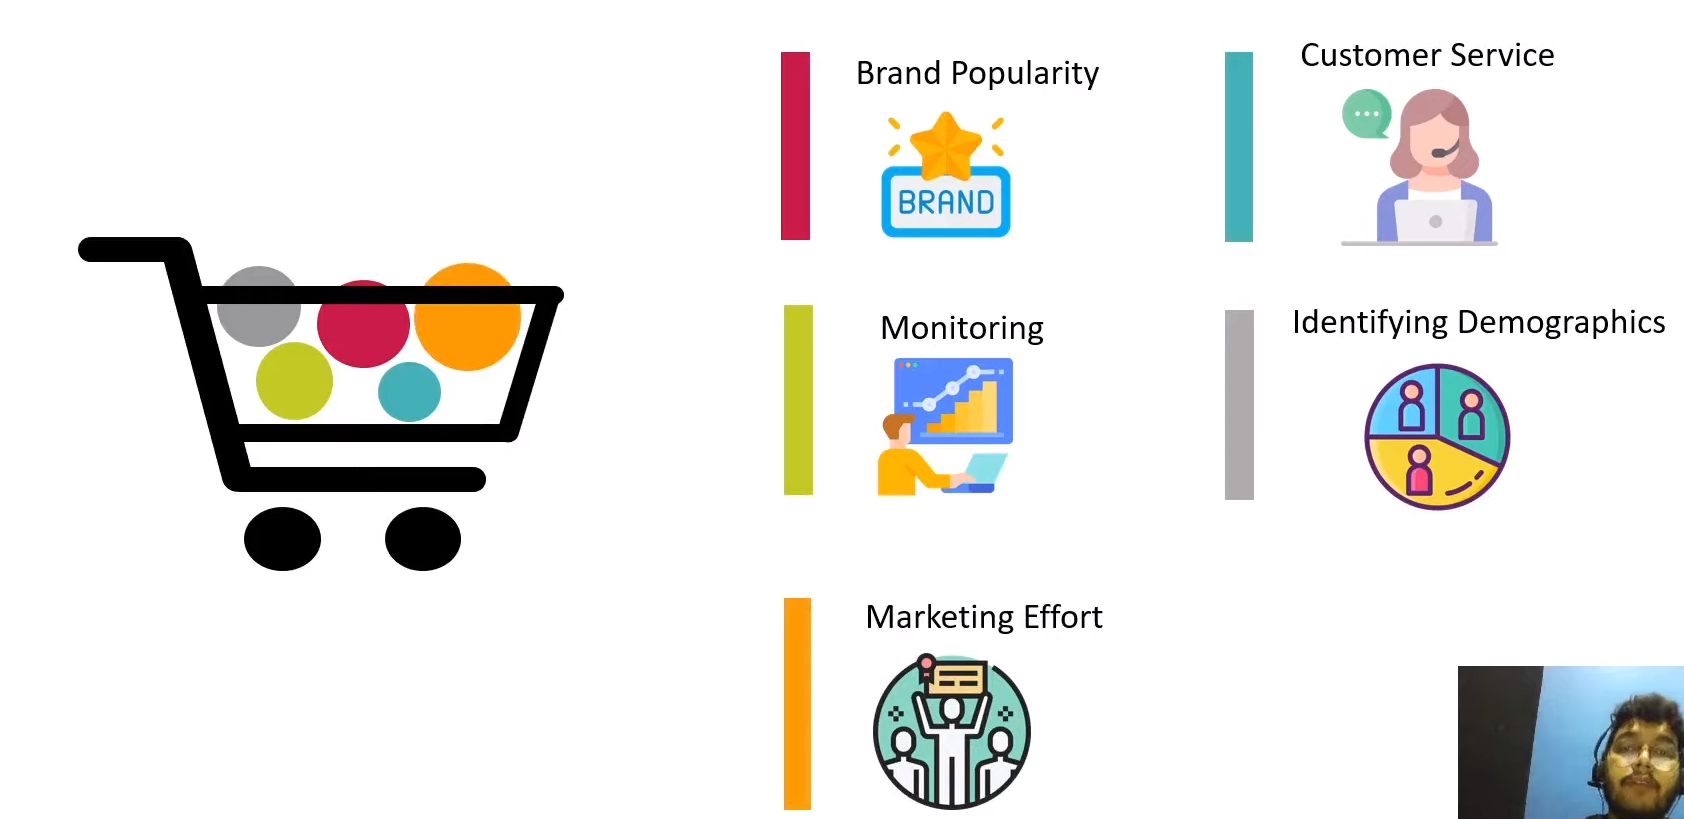 Brand Popularity
BRAND
Customer Service
Monitoring
Identifying Demographics
Marketing Effort